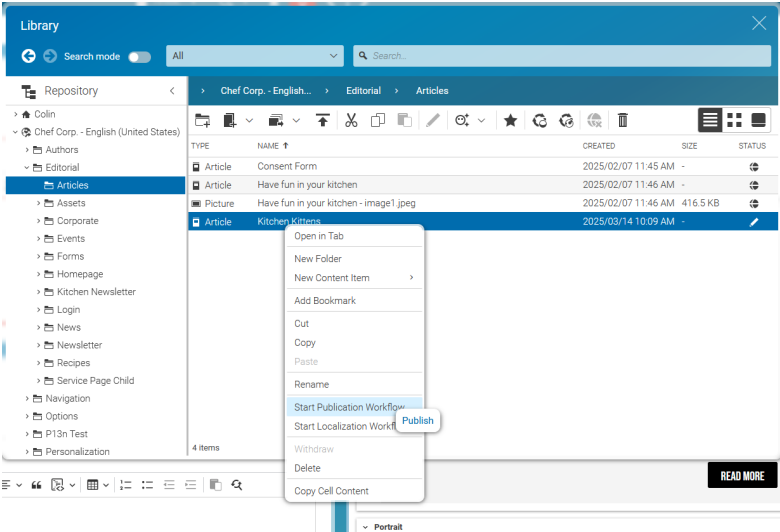 Library
Search mode
All
Search...
Repository
Chef Corp. - English... > Editorial > Articles
Colin
Chef Corp. - English (United States)
Authors
Editorial
Articles
Assets
Corporate
Events
Forms
Homepage
Kitchen Newsletter
Login
News
Newsletter
Recipes
Service Page Child
Navigation
Options
P13n Test
Personalization
TYPE NAME CREATED SIZE STATUS
Article Consent Form 2025/02/07 11:45 AM -
Article Have fun in your kitchen 2025/02/07 11:46 AM -
Picture Have fun in your kitchen - image1.jpeg 2025/02/07 11:46 AM 416.5 KB
Article Kitchen Kittens 2025/03/14 10:09 AM -
Open in Tab
New Folder
New Content Item
Add Bookmark
Cut
Copy
Paste
Rename
Start Publication Workflow
Start Localization Workf
Publish
Withdraw
Delete
Copy Cell Content
4 items
READ MORE
Portrait